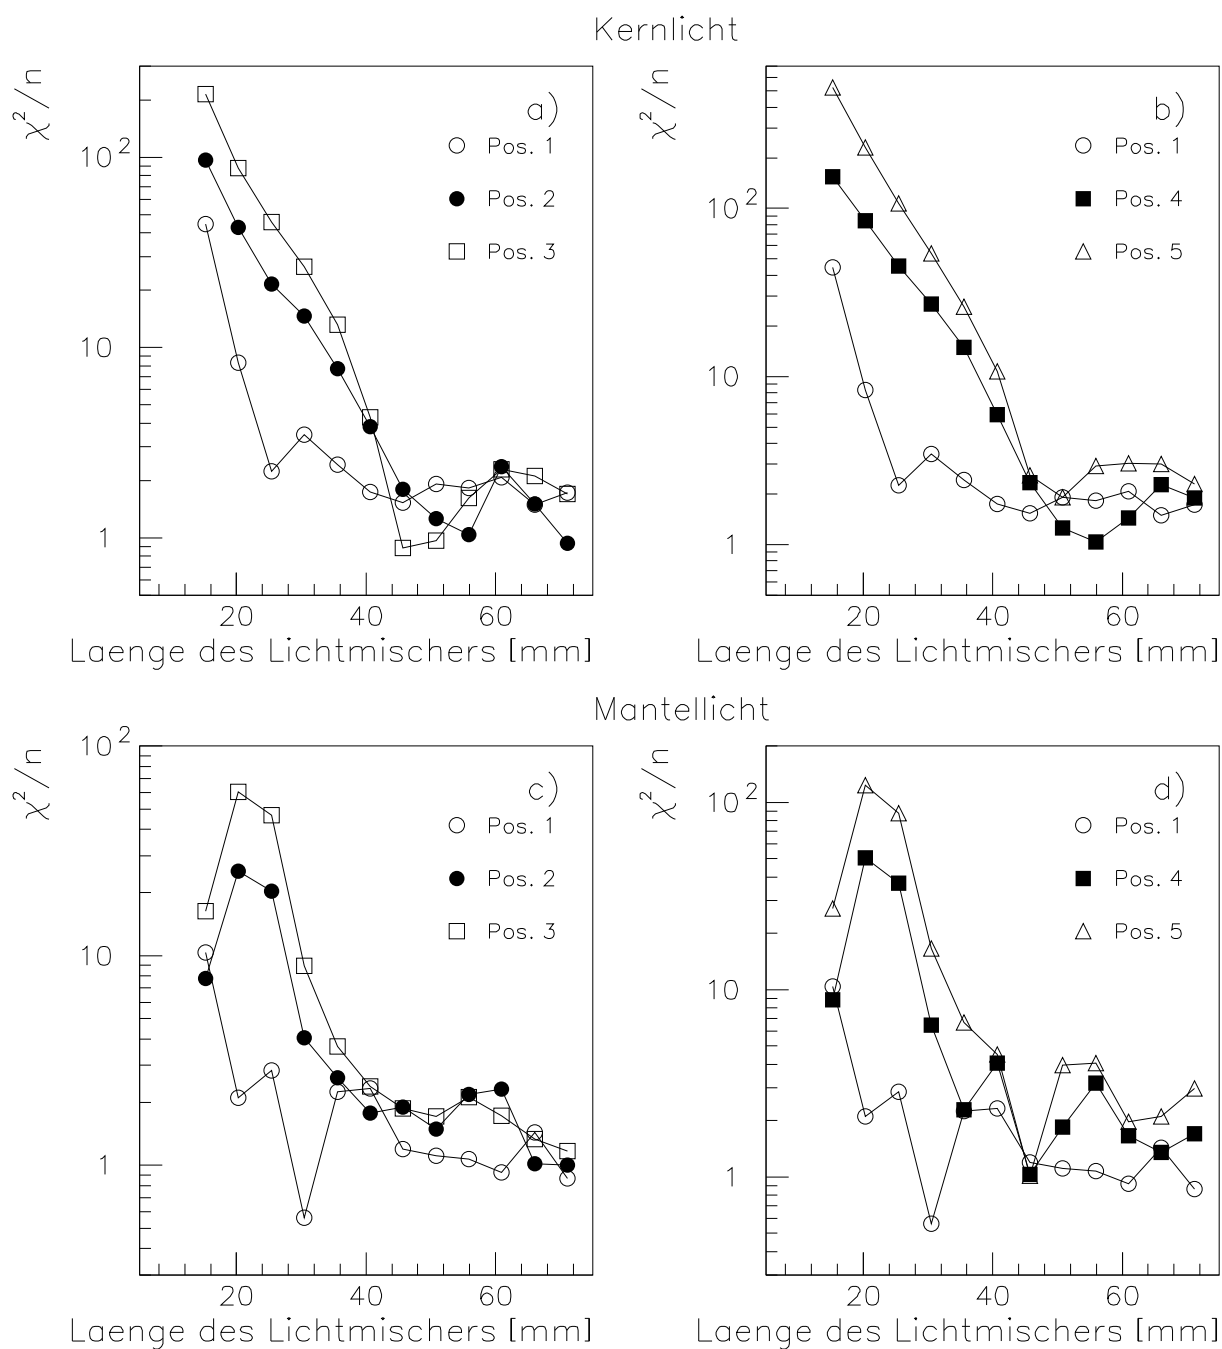 Kernlicht
χ²/n
a)
Pos. 1
Pos. 2
Pos. 3
10²
10
1
20 40 60
Laenge des Lichtmischers [mm]
χ²/n
b)
Pos. 1
Pos. 4
Pos. 5
10²
10
1
20 40 60
Laenge des Lichtmischers [mm]
Mantellicht
χ²/n
c)
Pos. 1
Pos. 2
Pos. 3
10²
10
1
20 40 60
Laenge des Lichtmischers [mm]
χ²/n
d)
Pos. 1
Pos. 4
Pos. 5
10²
10
1
20 40 60
Laenge des Lichtmischers [mm]